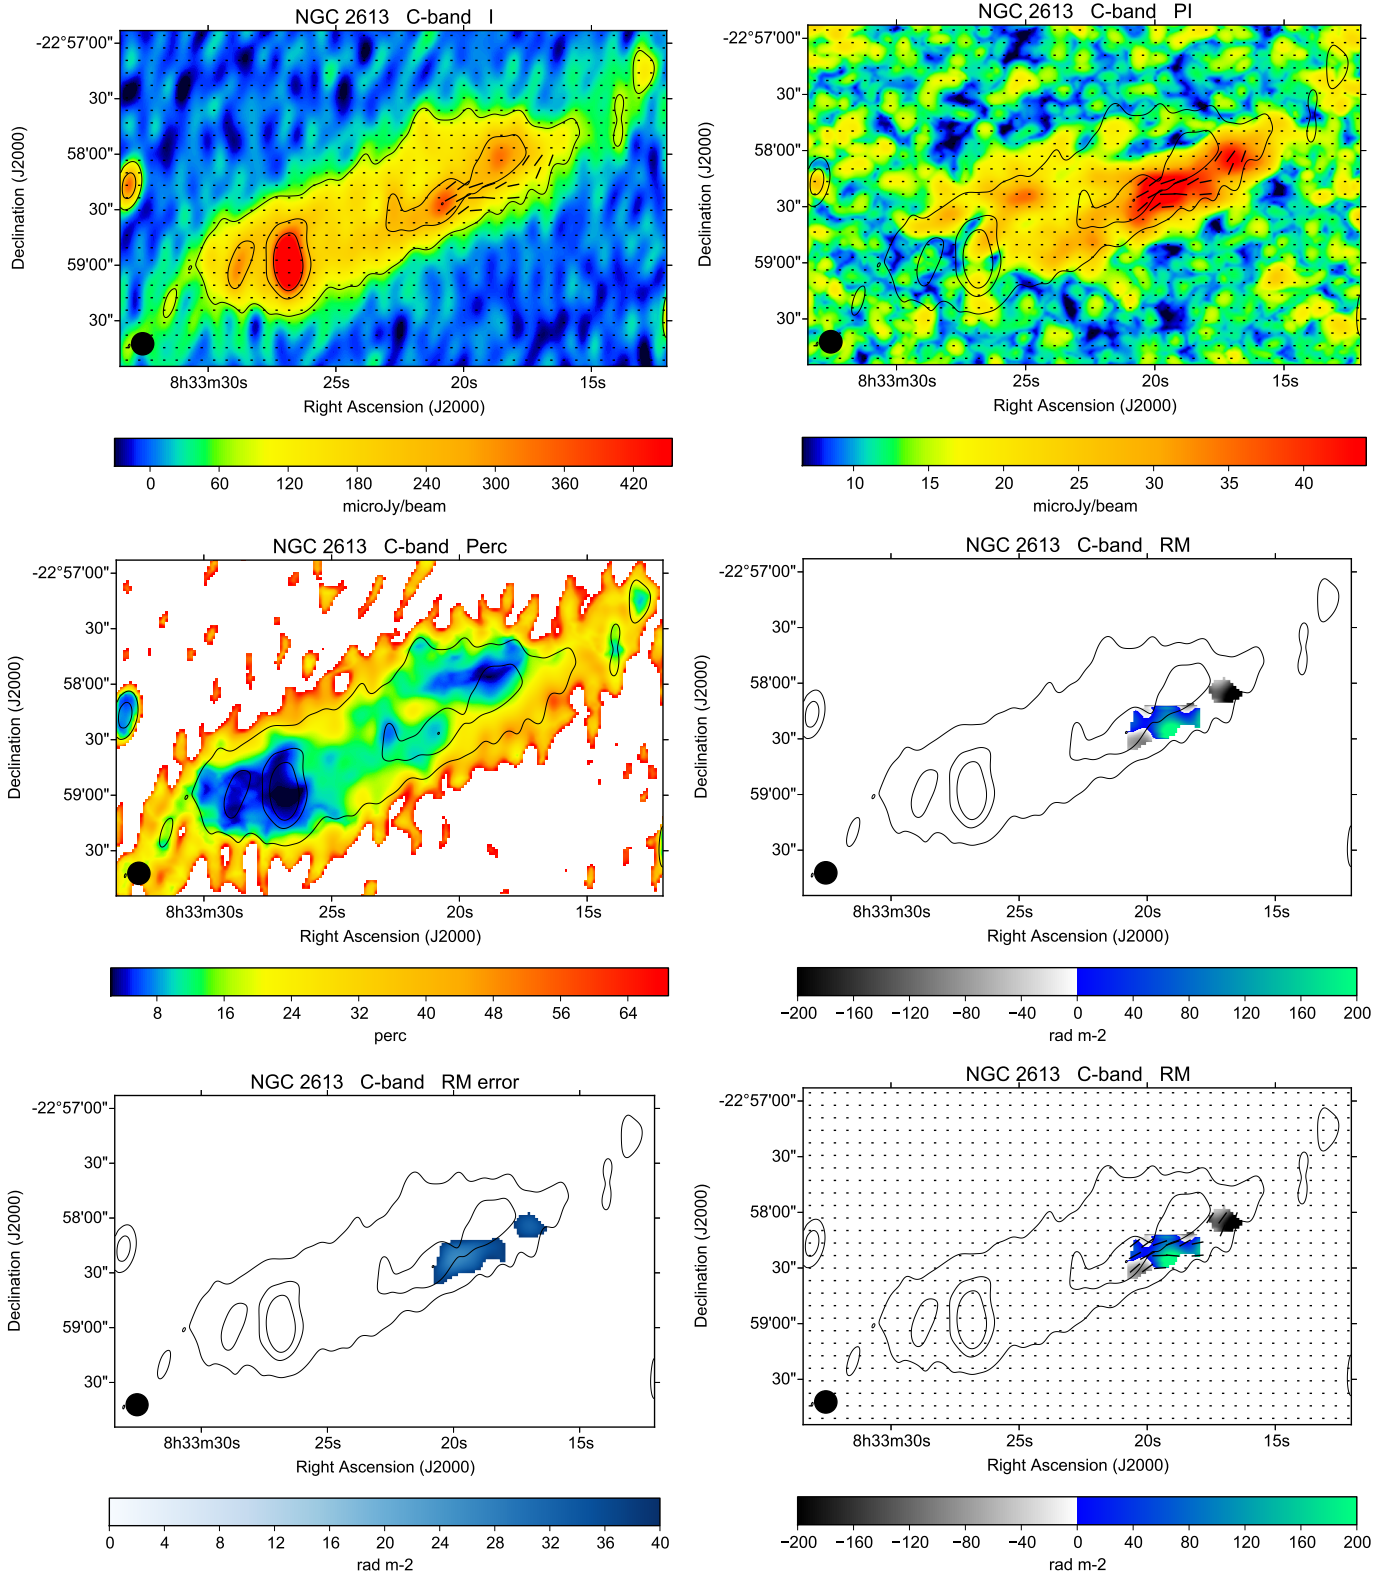 NGC 2613 C-band I
-22°57'00"
30"
58'00"
30"
59'00"
30"
Declination (J2000)
8h33m30s 25s 20s 15s
Right Ascension (J2000)
0 60 120 180 240 300 360 420
microJy/beam
NGC 2613 C-band PI
-22°57'00"
30"
58'00"
30"
59'00"
30"
Declination (J2000)
8h33m30s 25s 20s 15s
Right Ascension (J2000)
10 15 20 25 30 35 40
microJy/beam
NGC 2613 C-band Perc
-22°57'00"
30"
58'00"
30"
59'00"
30"
Declination (J2000)
8h33m30s 25s 20s 15s
Right Ascension (J2000)
8 16 24 32 40 48 56 64
perc
NGC 2613 C-band RM
-22°57'00"
30"
58'00"
30"
59'00"
30"
Declination (J2000)
8h33m30s 25s 20s 15s
Right Ascension (J2000)
−200 −160 −120 −80 −40 0 40 80 120 160 200
rad m-2
NGC 2613 C-band RM error
-22°57'00"
30"
58'00"
30"
59'00"
30"
Declination (J2000)
8h33m30s 25s 20s 15s
Right Ascension (J2000)
0 4 8 12 16 20 24 28 32 36 40
rad m-2
NGC 2613 C-band RM
-22°57'00"
30"
58'00"
30"
59'00"
30"
Declination (J2000)
8h33m30s 25s 20s 15s
Right Ascension (J2000)
−200 −160 −120 −80 −40 0 40 80 120 160 200
rad m-2